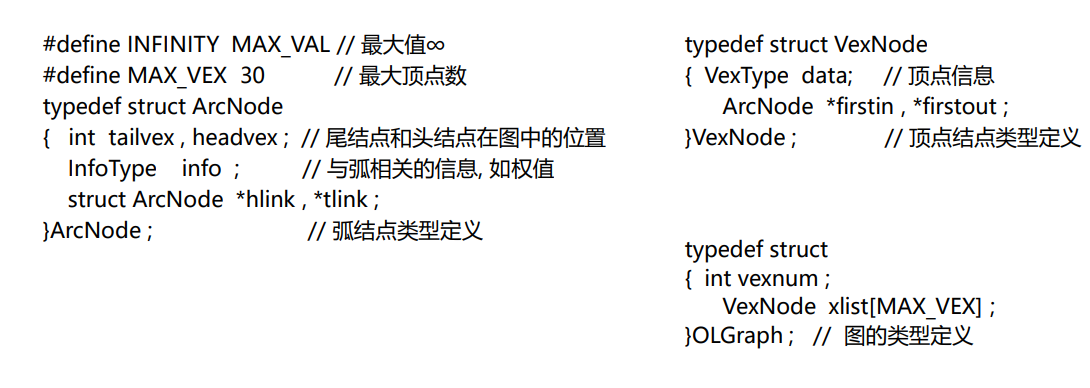 #define INFINITY MAX_VAL // 最大值∞
#define MAX_VEX 30 // 最大顶点数
typedef struct ArcNode
{ int tailvex , headvex ; // 尾结点和头结点在图中的位置
InfoType info ; // 与弧相关的信息, 如权值
struct ArcNode *hlink , *tlink ;
}ArcNode ; // 弧结点类型定义
typedef struct VexNode
{ VexType data; // 顶点信息
ArcNode *firstin , *firstout ;
}VexNode ; // 顶点结点类型定义
typedef struct
{ int vexnum ;
VexNode xlist[MAX_VEX] ;
}OLGraph ; // 图的类型定义